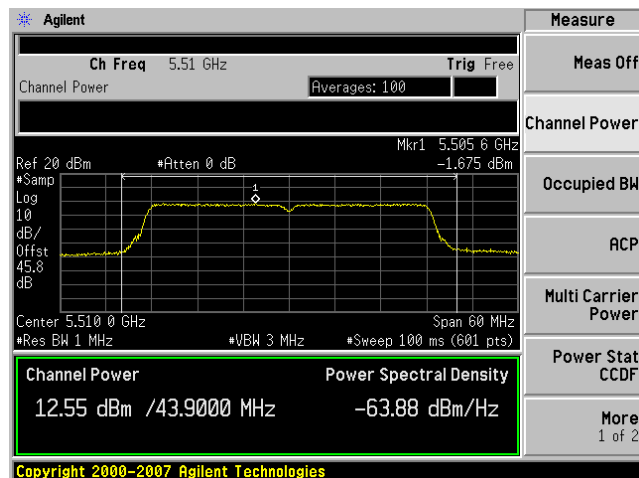 Agilent
Measure
Ch Freq 5.51 GHz Trig Free
Channel Power Averages: 100
Mkr1 5.505 6 GHz
Ref 20 dBm #Atten 0 dB -1.675 dBm
#Samp
Log
10
dB/
Offst
45.8
dB
1
Center 5.510 0 GHz Span 60 MHz
#Res BW 1 MHz #VBW 3 MHz #Sweep 100 ms (601 pts)
Channel Power Power Spectral Density
12.55 dBm /43.9000 MHz -63.88 dBm/Hz
Meas Off
Channel Power
Occupied BW
ACP
Multi Carrier
Power
Power Stat
CCDF
More
1 of 2
Copyright 2000-2007 Agilent Technologies